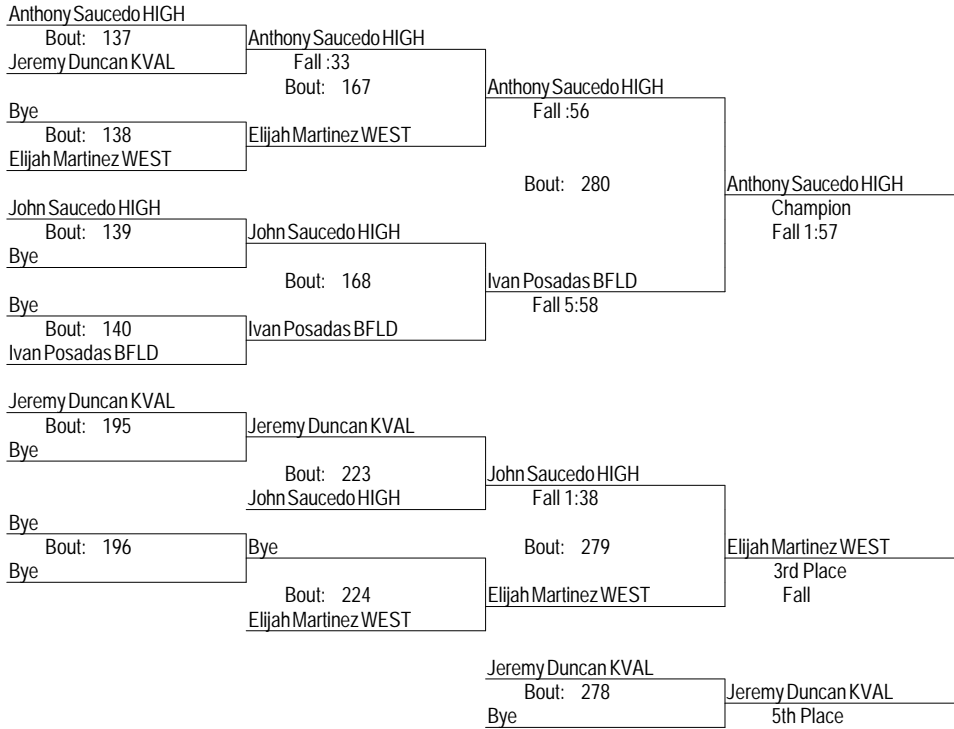 Anthony Saucedo HIGH
Bout: 137
Jeremy Duncan KVAL
Anthony Saucedo HIGH
Fall :33
Bout: 167
Bye
Bout: 138
Elijah Martinez WEST
Elijah Martinez WEST
Anthony Saucedo HIGH
Fall :56
Bout: 280
John Saucedo HIGH
Bout: 139
Bye
John Saucedo HIGH
Bout: 168
Bye
Bout: 140
Ivan Posadas BFLD
Ivan Posadas BFLD
Ivan Posadas BFLD
Fall 5:58
Anthony Saucedo HIGH
Champion
Fall 1:57
Jeremy Duncan KVAL
Bout: 195
Bye
Jeremy Duncan KVAL
Bout: 223
John Saucedo HIGH
John Saucedo HIGH
Fall 1:38
Bout: 279
Bye
Bout: 196
Bye
Bye
Bout: 224
Elijah Martinez WEST
Elijah Martinez WEST
Elijah Martinez WEST
3rd Place
Fall
Jeremy Duncan KVAL
Bout: 278
Bye
Jeremy Duncan KVAL
5th Place